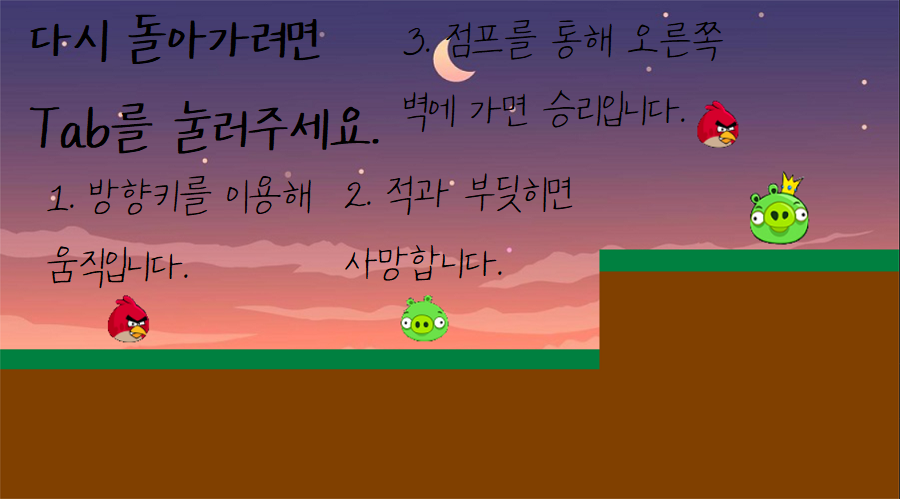 다시 돌아가려면
Tab를 눌러주세요.
1. 방향키를 이용해
움직입니다.
2. 적과 부딪히면
사망합니다.
3. 점프를 통해 오른쪽
벽에 가면 승리입니다.